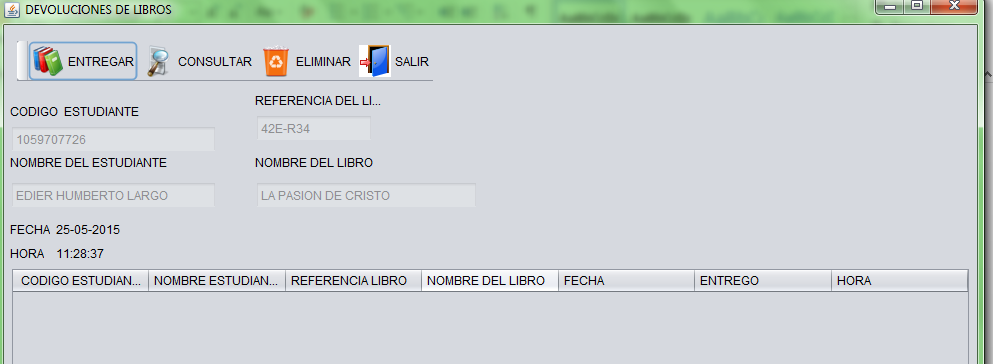 DEVOLUCIONES DE LIBROS
ENTREGAR CONSULTAR ELIMINAR SALIR
CODIGO ESTUDIANTE
REFERENCIA DEL LI...
1059707726
42E-R34
NOMBRE DEL ESTUDIANTE
NOMBRE DEL LIBRO
EDIER HUMBERTO LARGO
LA PASION DE CRISTO
FECHA 25-05-2015
HORA 11:28:37
CODIGO ESTUDIAN... NOMBRE ESTUDIAN... REFERENCIA LIBRO NOMBRE DEL LIBRO FECHA ENTREGO HORA